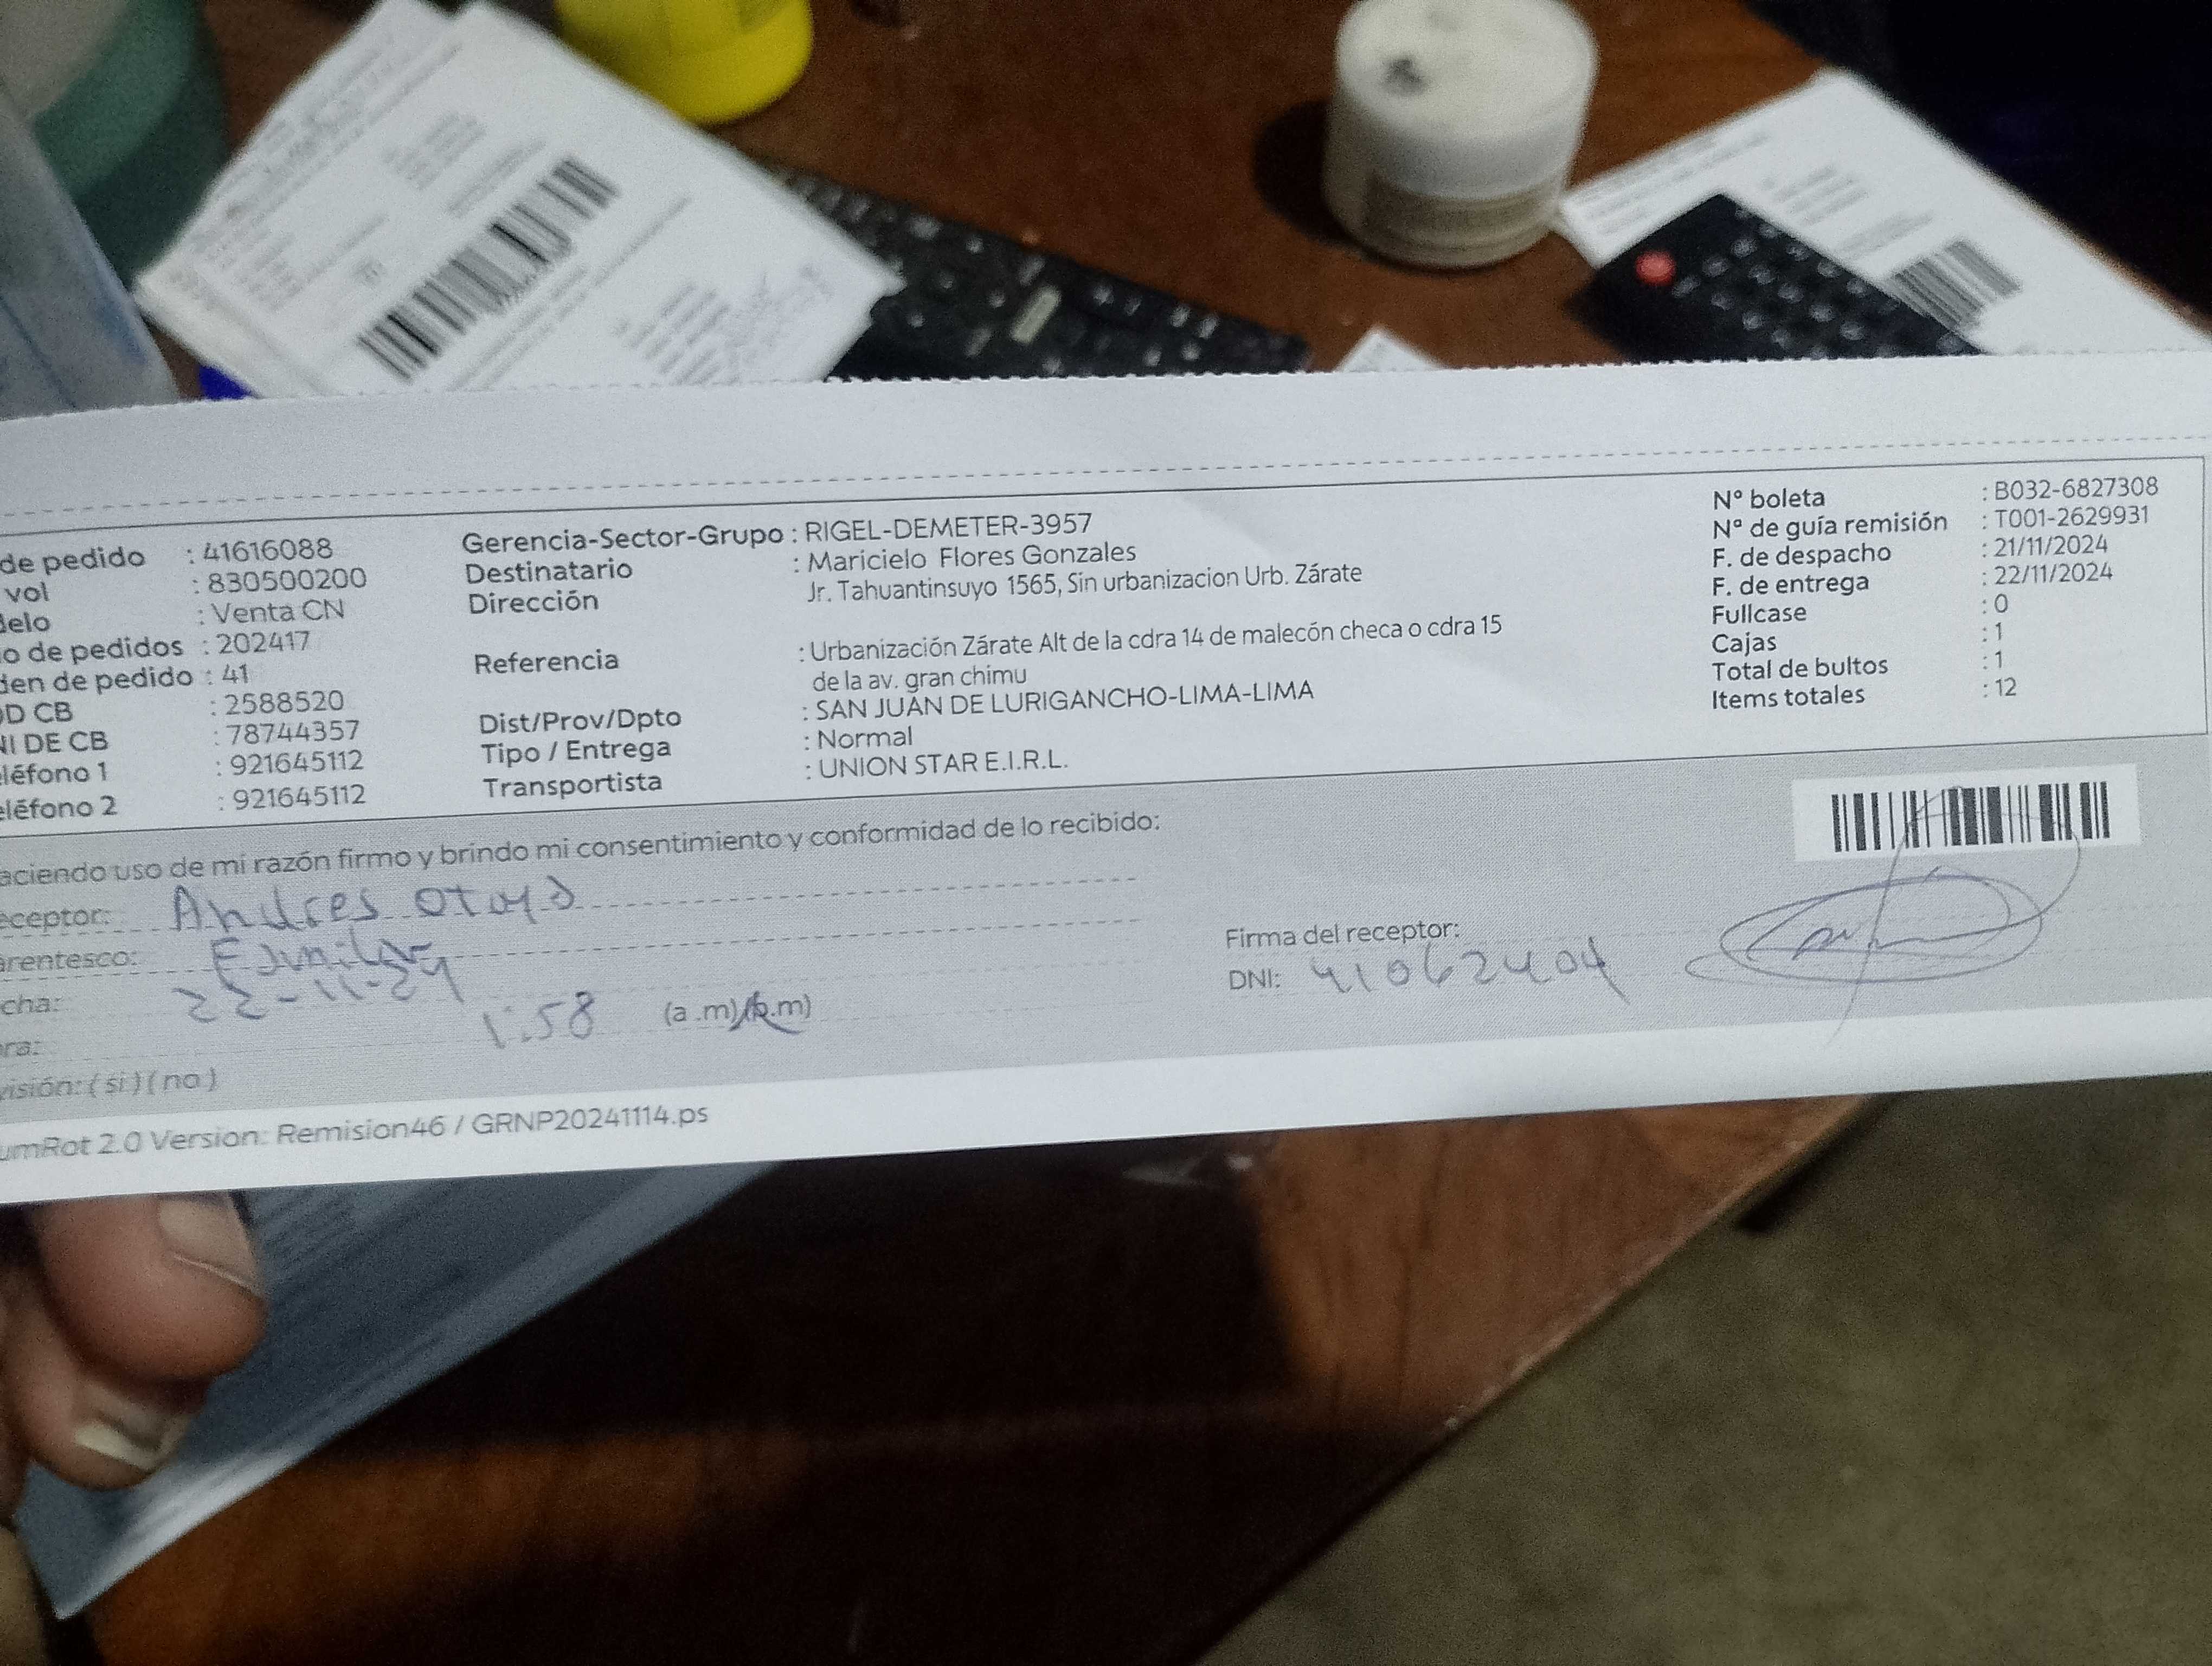 de pedido : 41616088
vol : 830500200
delo : Venta CN
o de pedidos : 202417
den de pedido : 41
D CB : 2588520
NI DE CB : 78744357
eléfono 1 : 921645112
eléfono 2 : 921645112
Gerencia-Sector-Grupo : RIGEL-DEMETER-3957
Destinatario : Maricielo Flores Gonzales
Dirección Jr. Tahuantinsuyo 1565, Sin urbanizacion Urb. Zárate
Referencia : Urbanización Zárate Alt de la cdra 14 de malecón checa o cdra 15
de la av. gran chimu
Dist/Prov/Dpto : SAN JUAN DE LURIGANCHO-LIMA-LIMA
Tipo / Entrega : Normal
Transportista : UNION STAR E.I.R.L.
N° boleta : B032-6827308
N° de guía remisión : T001-2629931
F. de despacho : 21/11/2024
F. de entrega : 22/11/2024
Fullcase : 0
Cajas : 1
Total de bultos : 1
Items totales : 12
aciendo uso de mi razón firmo y brindo mi consentimiento y conformidad de lo recibido:
eceptor: Andres otoya
arentesco: Familiar
cha: 22-11-24
ra: 1:58 (a .m)/(p.m)
visión: ( si ) ( no )
Firma del receptor:
DNI: 41062404
umRot 2.0 Version: Remision46 / GRNP20241114.ps